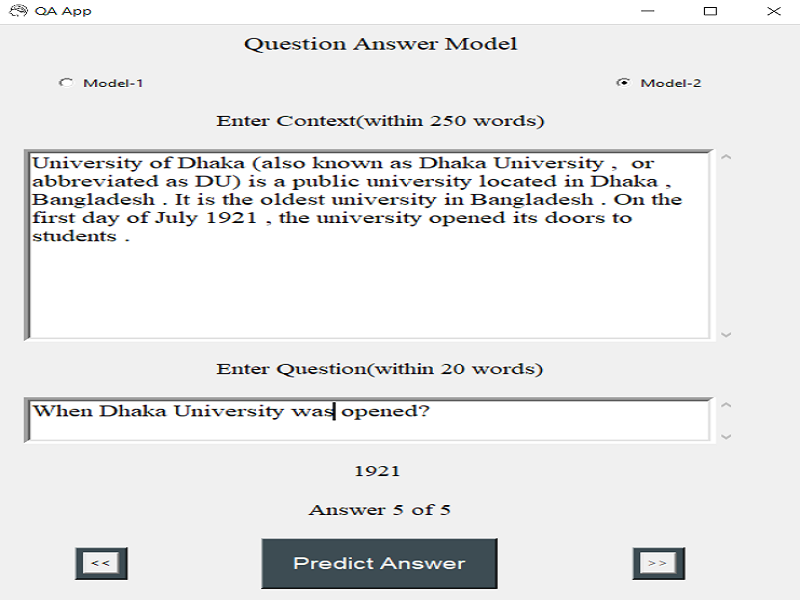 QA App
Question Answer Model
Model-1
Model-2
Enter Context(within 250 words)
University of Dhaka (also known as Dhaka University ,  or
abbreviated as DU) is a public university located in Dhaka ,
Bangladesh . It is the oldest university in Bangladesh . On the
first day of July 1921 , the university opened its doors to
students .
Enter Question(within 20 words)
When Dhaka University was opened?
1921
Answer 5 of 5
<<
Predict Answer
>>